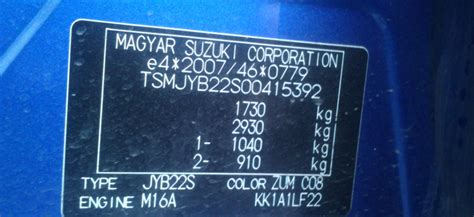 MAGYAR SUZUKI CORPORATION
e4*2007/46*0779
TSMJYB22S00415392
1730 kg
2930 kg
1- 1040 kg
2- 910 kg
TYPE JYB22S COLOR ZUM C08
ENGINE M16A KK1A1LF22